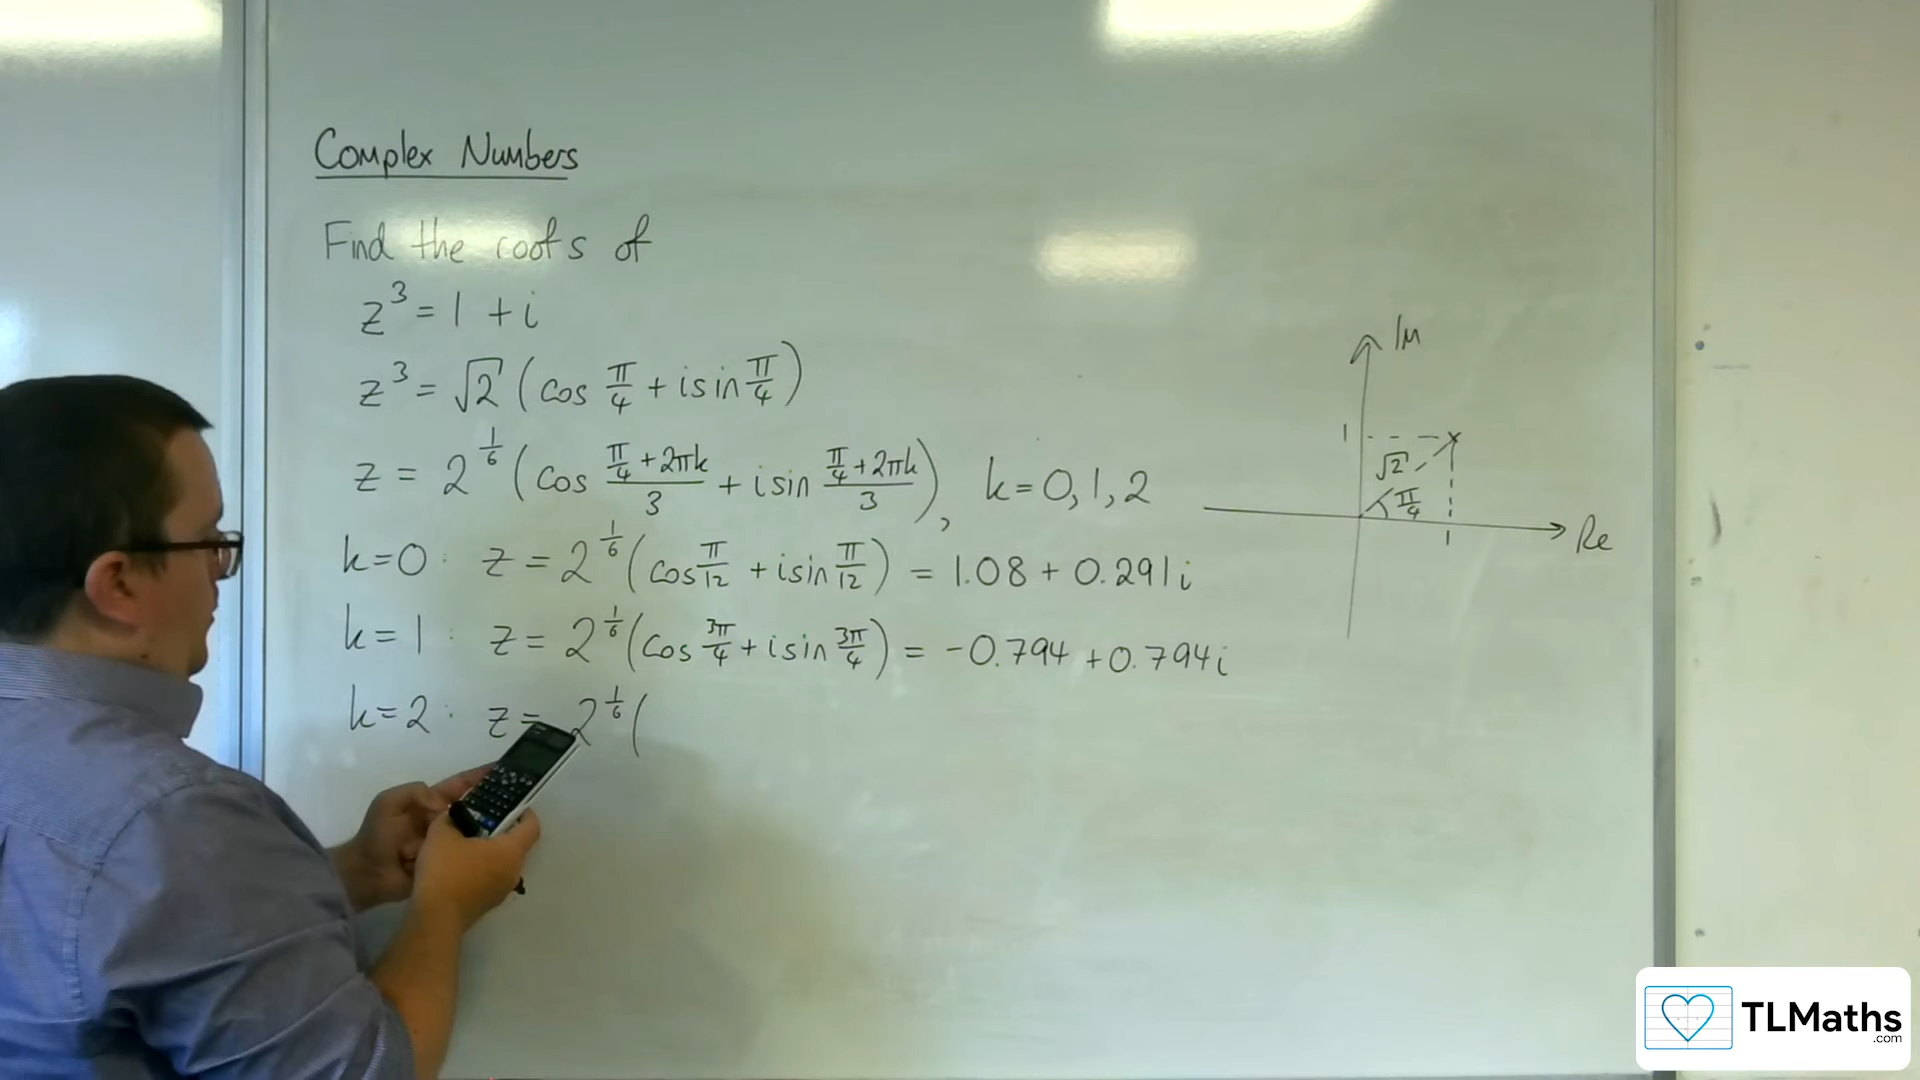 Complex Numbers
Find the roots of
z³ = 1 + i
z³ = √2 (cos π/4 + i sin π/4)
z = 2^(1/6) (cos (π/4 + 2πk)/3 + i sin (π/4 + 2πk)/3), k = 0, 1, 2
k = 0 : z = 2^(1/6) (cos π/12 + i sin π/12) = 1.08 + 0.291i
k = 1 : z = 2^(1/6) (cos 3π/4 + i sin 3π/4) = -0.794 + 0.794i
k = 2 : z = 2^(1/6) (
Im
1
√2
π/4
1
Re
TLMaths
.com